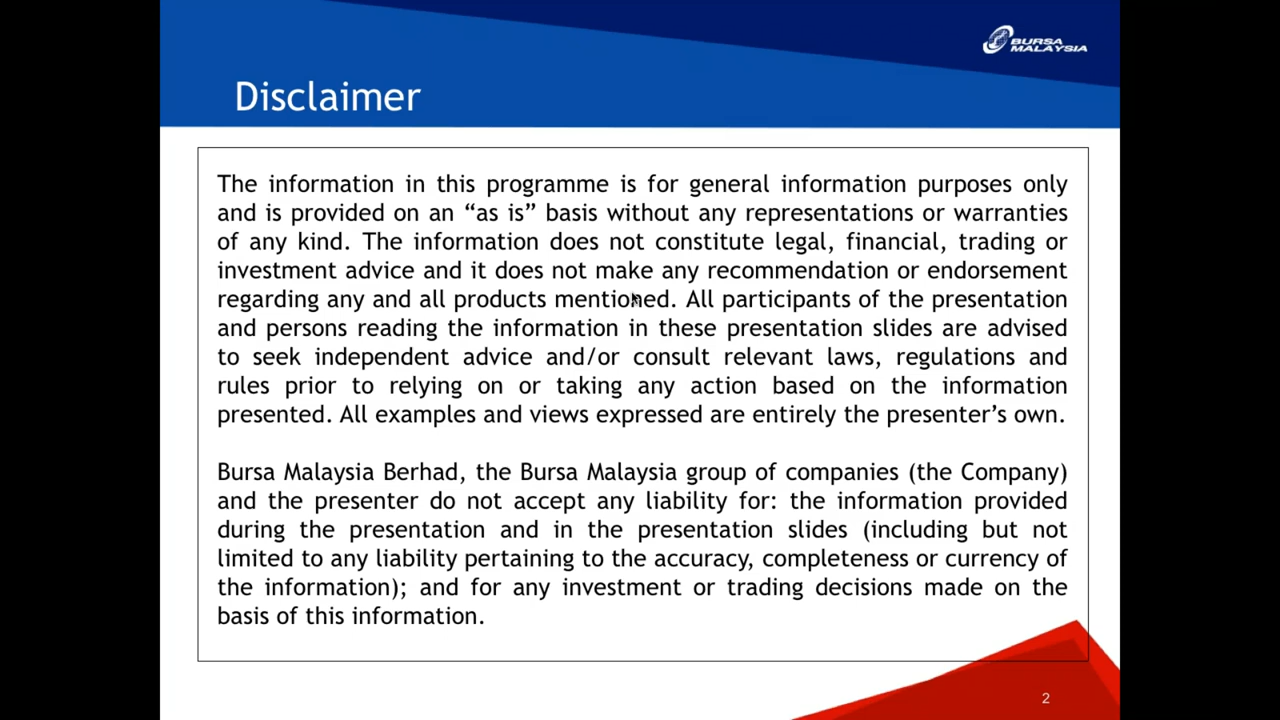 BURSA
MALAYSIA
Disclaimer
The information in this programme is for general information purposes only
and is provided on an “as is” basis without any representations or warranties
of any kind. The information does not constitute legal, financial, trading or
investment advice and it does not make any recommendation or endorsement
regarding any and all products mentioned. All participants of the presentation
and persons reading the information in these presentation slides are advised
to seek independent advice and/or consult relevant laws, regulations and
rules prior to relying on or taking any action based on the information
presented. All examples and views expressed are entirely the presenter’s own.
Bursa Malaysia Berhad, the Bursa Malaysia group of companies (the Company)
and the presenter do not accept any liability for: the information provided
during the presentation and in the presentation slides (including but not
limited to any liability pertaining to the accuracy, completeness or currency of
the information); and for any investment or trading decisions made on the
basis of this information.
2